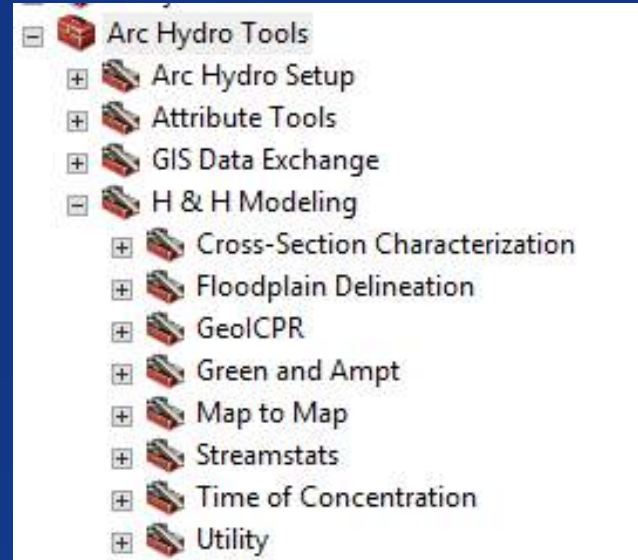 Arc Hydro Tools
Arc Hydro Setup
Attribute Tools
GIS Data Exchange
H & H Modeling
Cross-Section Characterization
Floodplain Delineation
GeoICPR
Green and Ampt
Map to Map
Streamstats
Time of Concentration
Utility